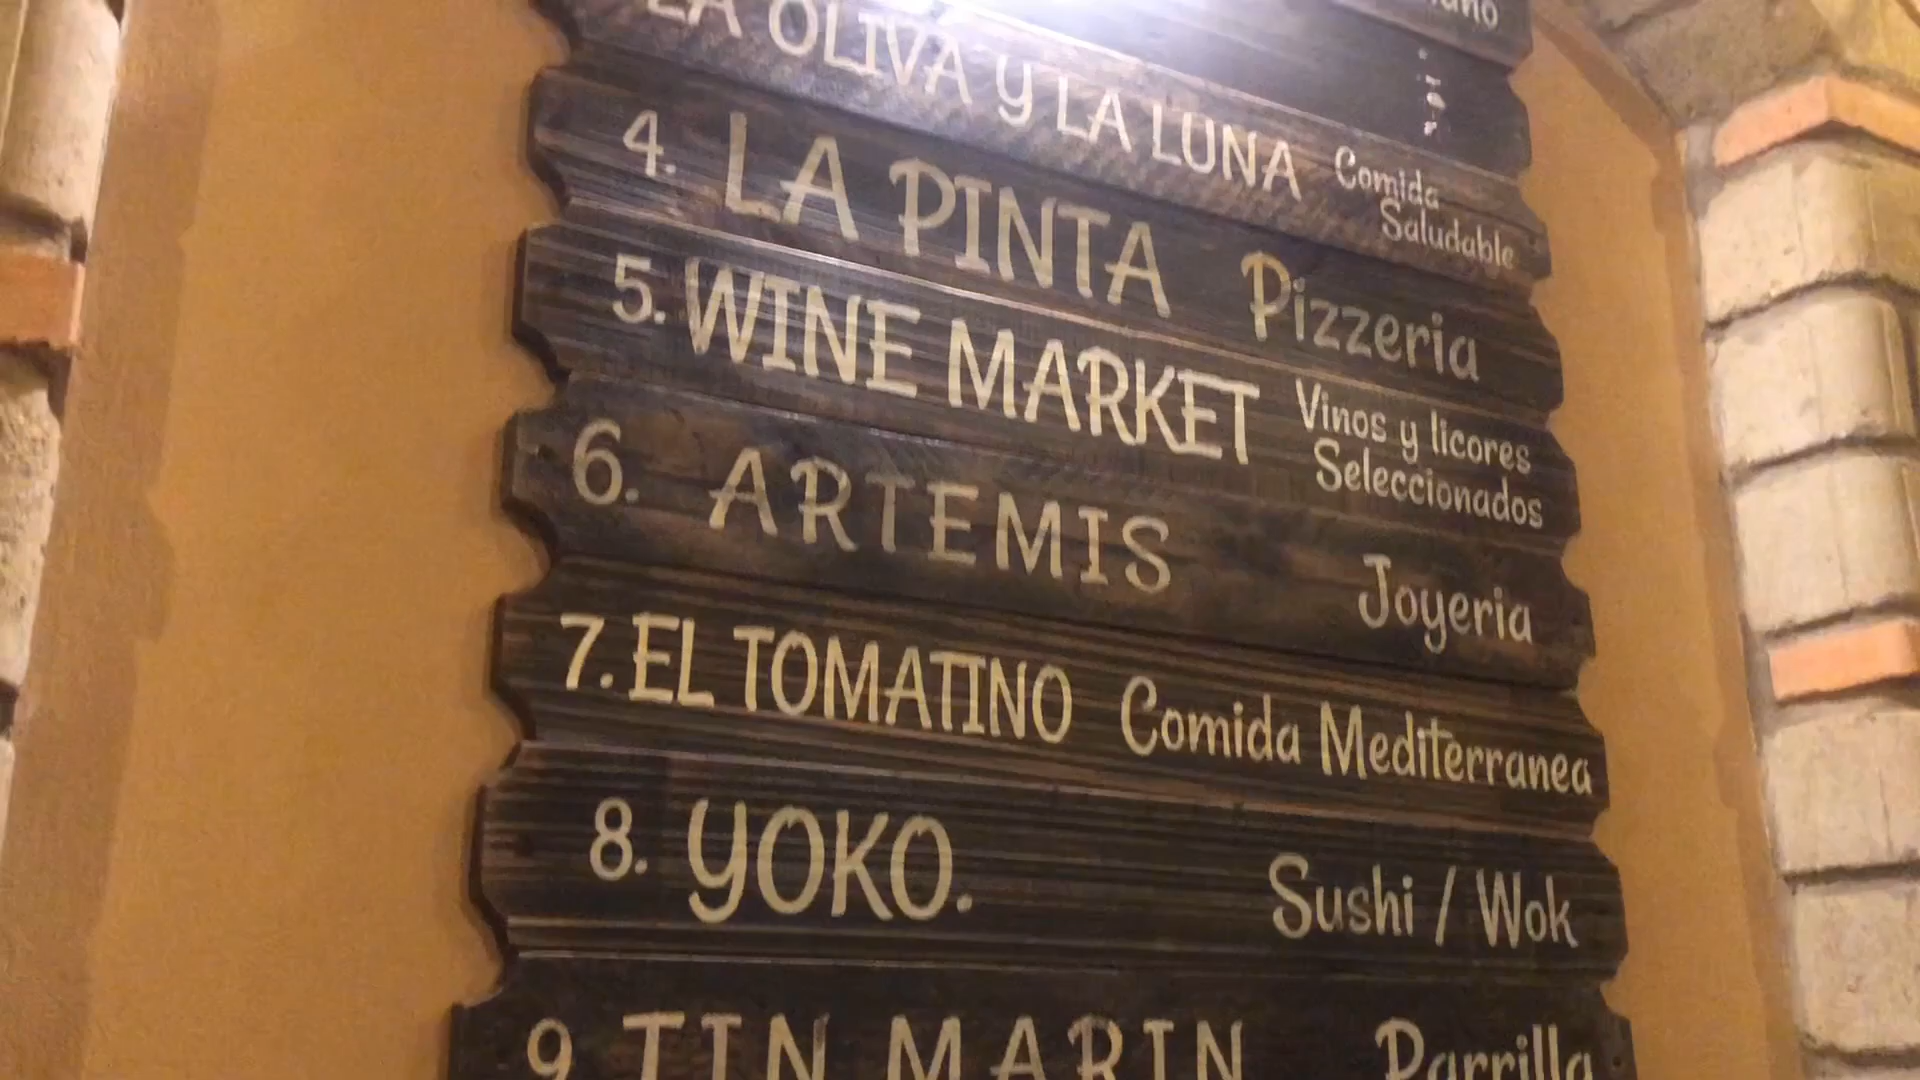 LA OLIVA Y LA LUNA Comida Saludable
4. LA PINTA Pizzeria
5. WINE MARKET Vinos y licores Seleccionados
6. ARTEMIS Joyeria
7. EL TOMATINO Comida Mediterranea
8. YOKO. Sushi / Wok
9 TIN MARIN Parrilla